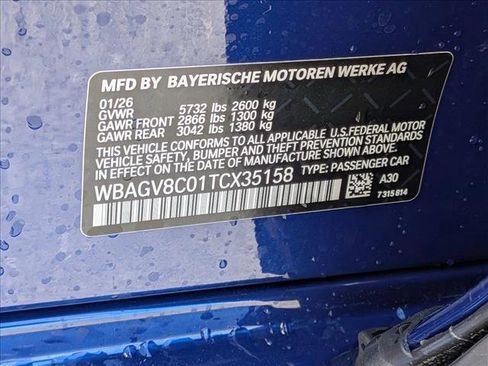 MFD BY BAYERISCHE MOTOREN WERKE AG
01/26
GVWR 5732 lbs 2600 kg
GAWR FRONT 2866 lbs 1300 kg
GAWR REAR 3042 lbs 1380 kg
THIS VEHICLE CONFORMS TO ALL APPLICABLE U.S.FEDERAL MOTOR
VEHICLE SAFETY, BUMPER AND THEFT PREVENTION STANDARDS
IN EFFECT ON THE DATE OF MANUFACTURE SHOWN ABOVE.
WBAGV8C01TCX35158 TYPE: PASSENGER CAR
A30
7315814